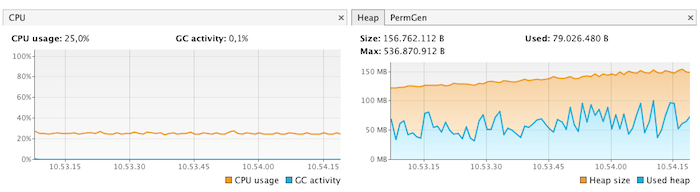 CPU
CPU usage: 25,0% GC activity: 0,1%
100%
80%
60%
40%
20%
0%
10.53.15 10.53.30 10.53.45 10.54.00 10.54.15
CPU usage GC activity
Heap PermGen
Size: 156.762.112 B Used: 79.026.480 B
Max: 536.870.912 B
150 MB
100 MB
50 MB
0 MB
10.53.15 10.53.30 10.53.45 10.54.00 10.54.15
Heap size Used heap